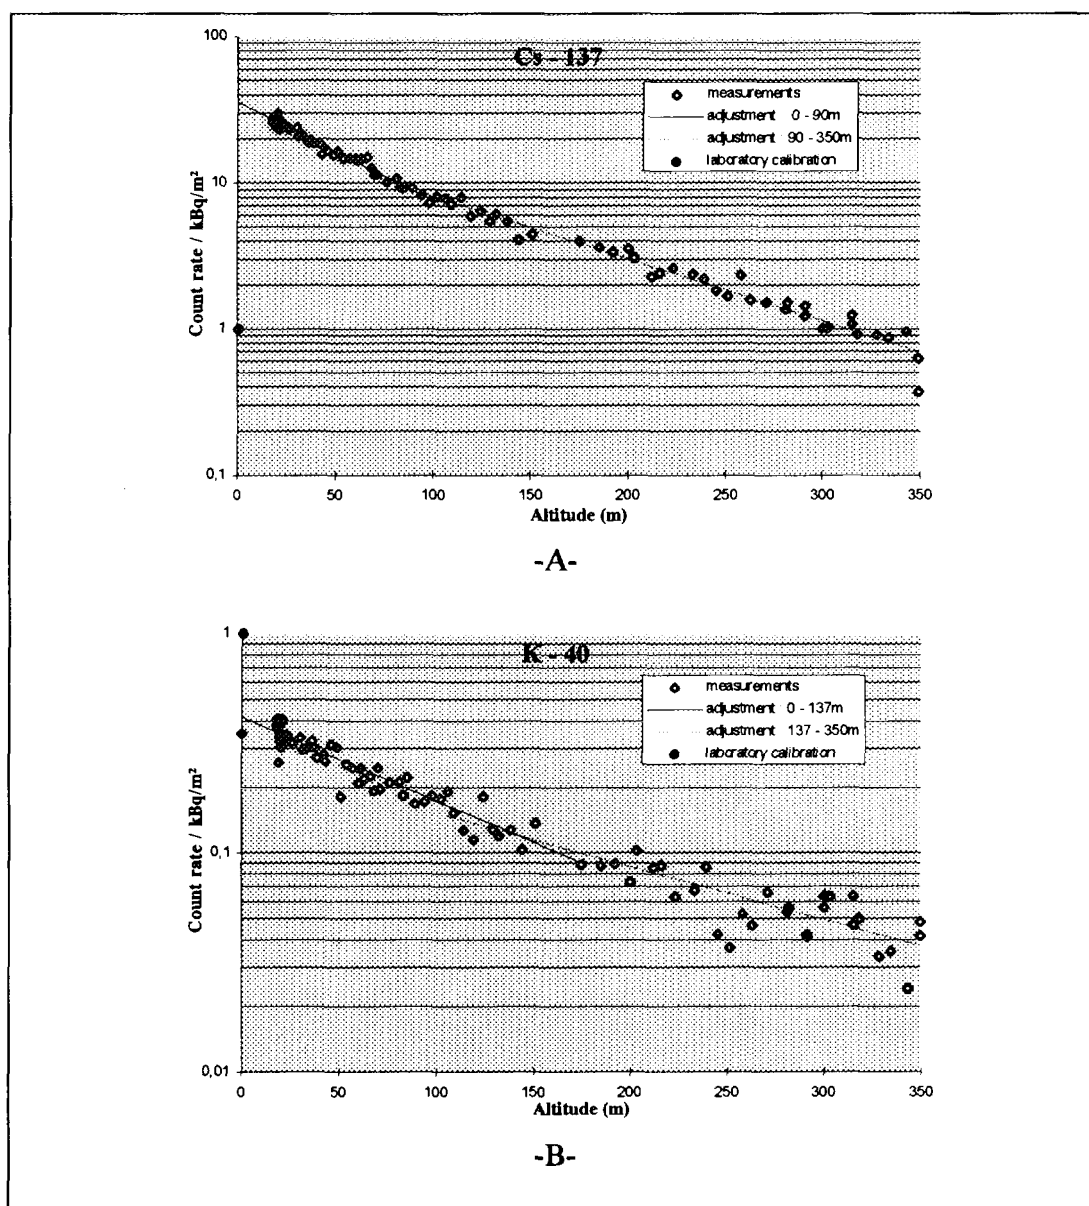 Cs - 137
100
10
1
0,1
Count rate / kBq/m²
measurements
adjustment 0 - 90m
adjustment 90 - 350m
laboratory calibration
0 50 100 150 200 250 300 350
Altitude (m)
-A-
K - 40
1
0,1
0,01
Count rate / kBq/m²
measurements
adjustment 0 - 137m
adjustment 137 - 350m
laboratory calibration
0 50 100 150 200 250 300 350
Altitude (m)
-B-